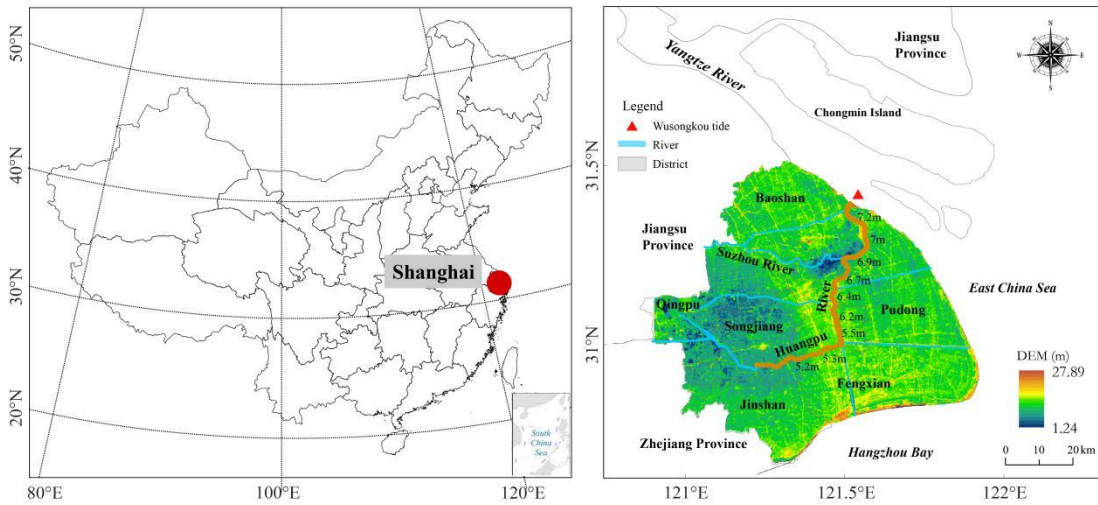 50°N
40°N
30°N
20°N
80°E
100°E
120°E
Shanghai
South
China
Sea
Jiangsu
Province
N
W
E
S
Yangtze River
Legend
Wusongkou tide
River
District
Chongmin Island
31.5°N
31°N
Baoshan
7.2m
7m
Jiangsu
Province
Suzhou River
6.9m
6.7m
6.4m
East China Sea
River
Qingpu
Songjiang
6.2m
Pudong
5.5m
Huangpu
5.3m
5.2m
Fengxian
Jinshan
Zhejiang Province
Hangzhou Bay
DEM (m)
27.89
1.24
0
10
20 km
121°E
121.5°E
122°E